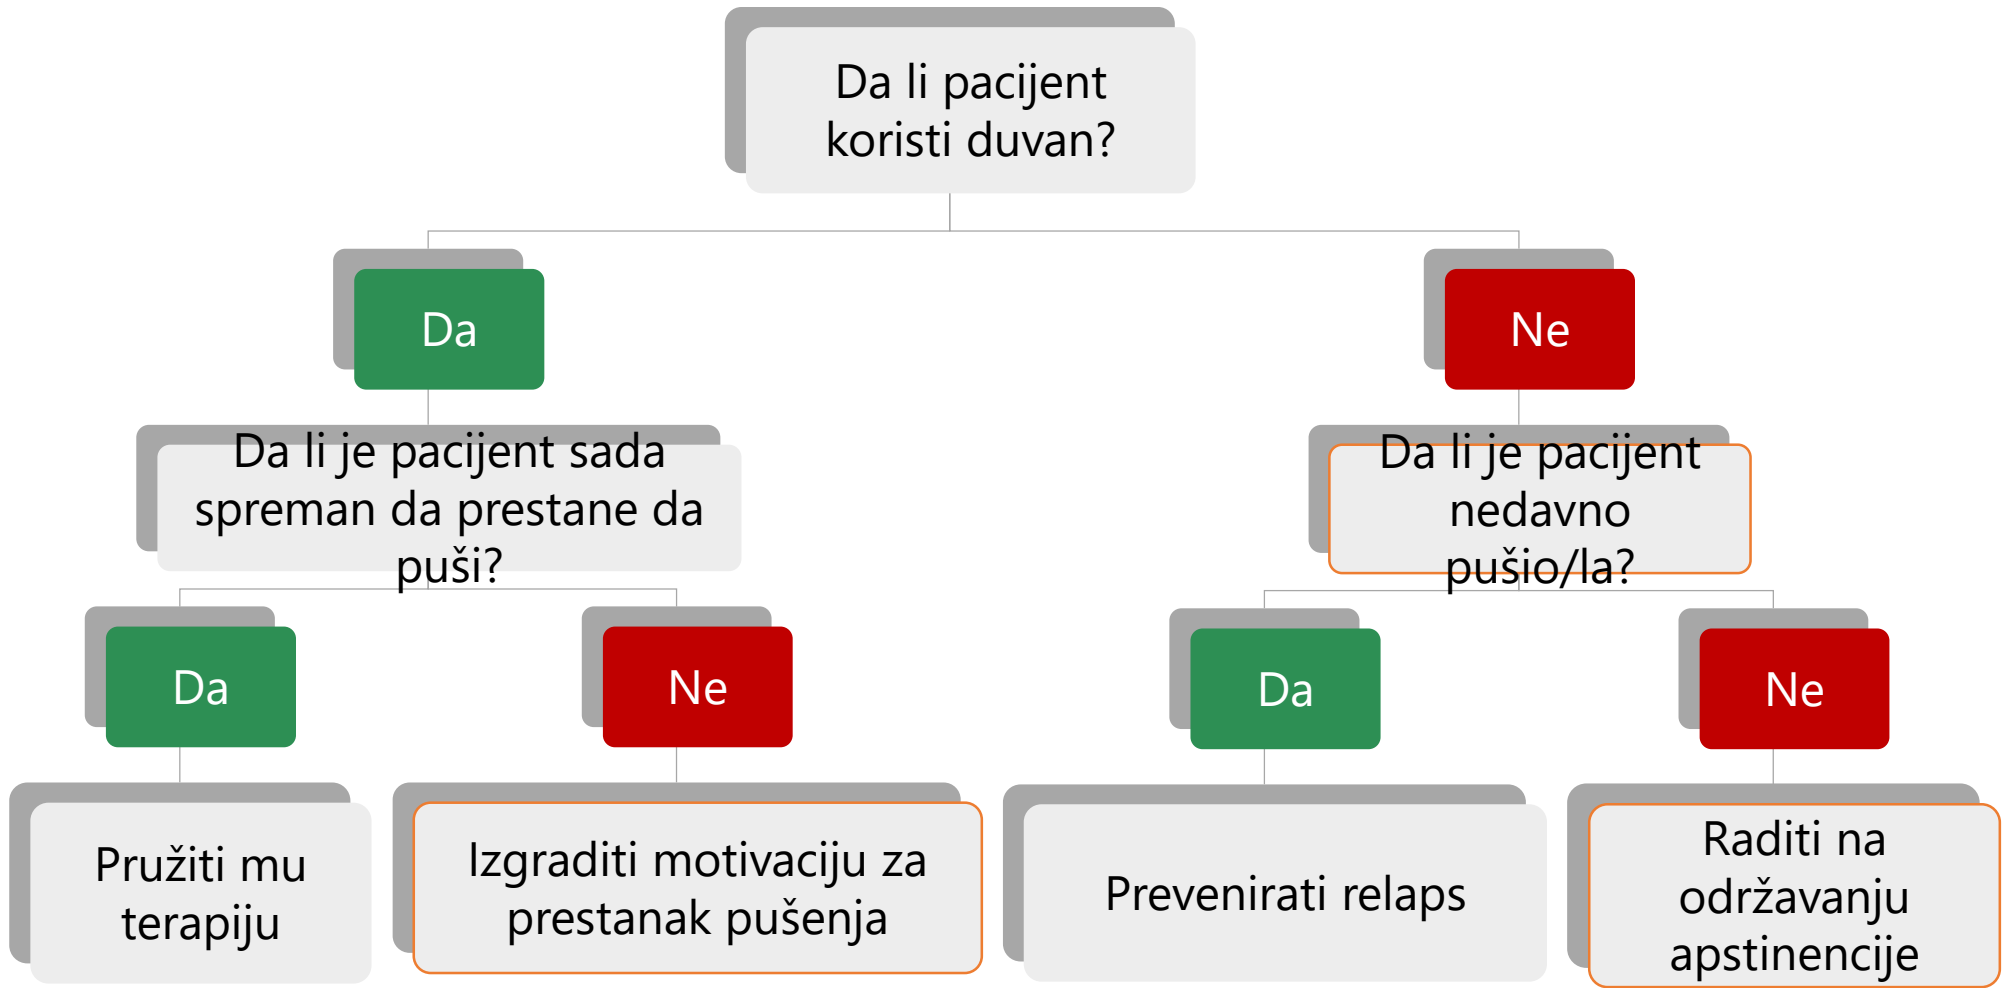 Da li pacijent
koristi duvan?
Da
Ne
Da li je pacijent sada
spreman da prestane da
puši?
Da li je pacijent
nedavno
pušio/la?
Da
Ne
Da
Ne
Pružiti mu
terapiju
Izgraditi motivaciju za
prestanak pušenja
Prevenirati relaps
Raditi na
održavanju
apstinencije